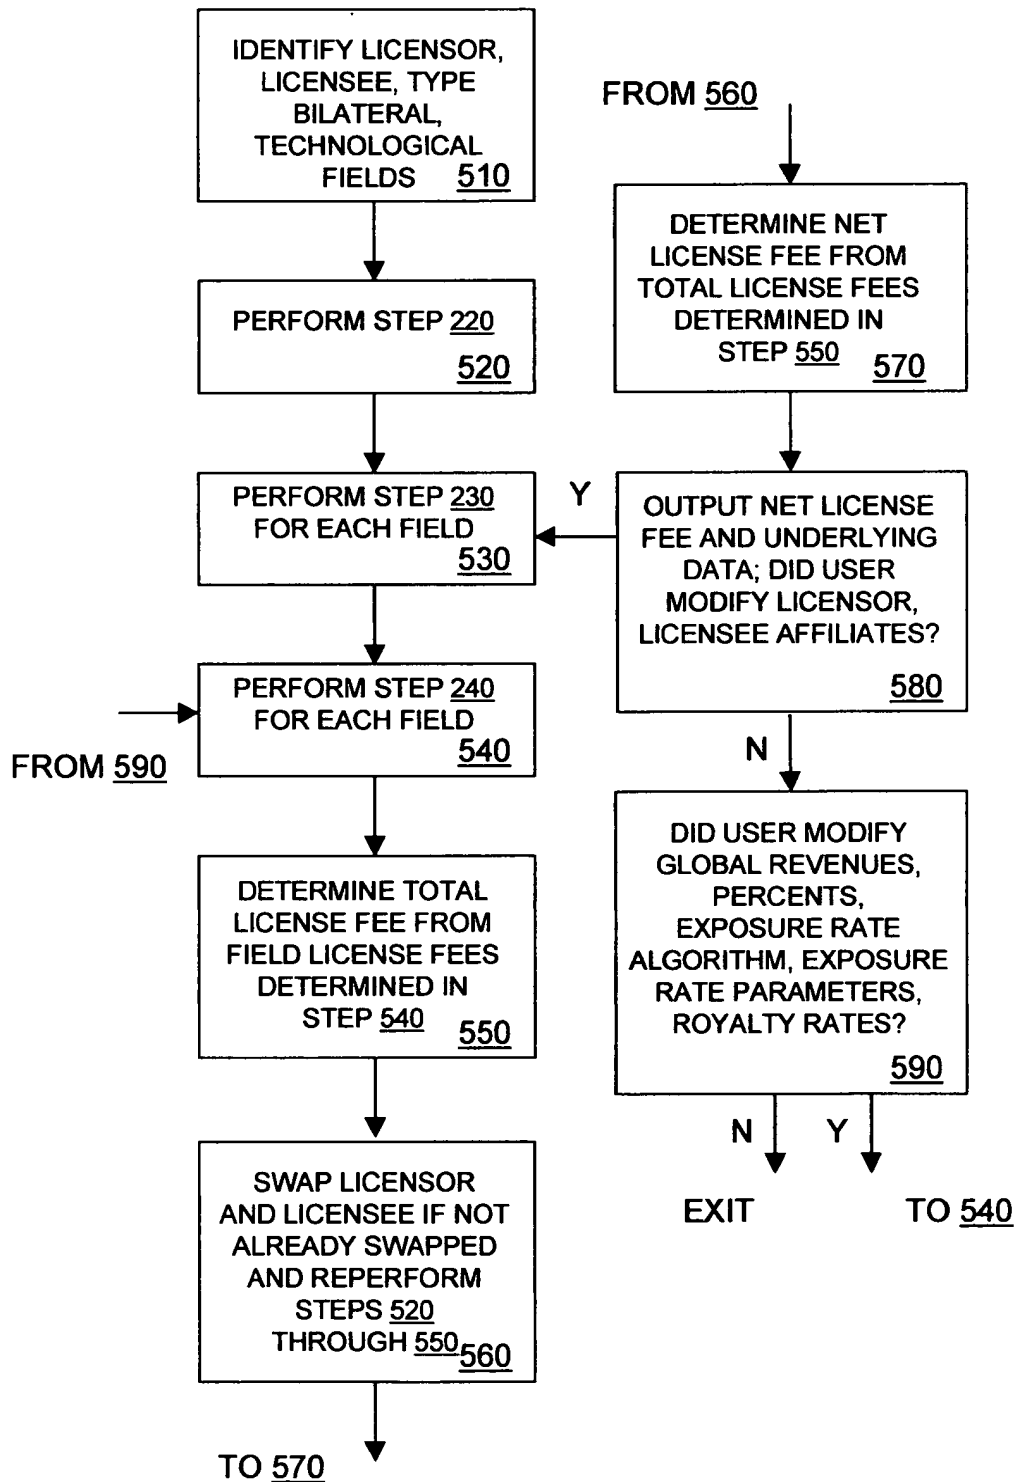 IDENTIFY LICENSOR,
LICENSEE, TYPE
BILATERAL,
TECHNOLOGICAL
FIELDS 510
PERFORM STEP 220
520
PERFORM STEP 230
FOR EACH FIELD
530
PERFORM STEP 240
FOR EACH FIELD
540
FROM 590
DETERMINE TOTAL
LICENSE FEE FROM
FIELD LICENSE FEES
DETERMINED IN
STEP 540
550
SWAP LICENSOR
AND LICENSEE IF NOT
ALREADY SWAPPED
AND REPERFORM
STEPS 520
THROUGH 550
560
TO 570
FROM 560
DETERMINE NET
LICENSE FEE FROM
TOTAL LICENSE FEES
DETERMINED IN
STEP 550
570
Y
OUTPUT NET LICENSE
FEE AND UNDERLYING
DATA; DID USER
MODIFY LICENSOR,
LICENSEE AFFILIATES?
580
N
DID USER MODIFY
GLOBAL REVENUES,
PERCENTS,
EXPOSURE RATE
ALGORITHM, EXPOSURE
RATE PARAMETERS,
ROYALTY RATES?
590
N Y
EXIT TO 540